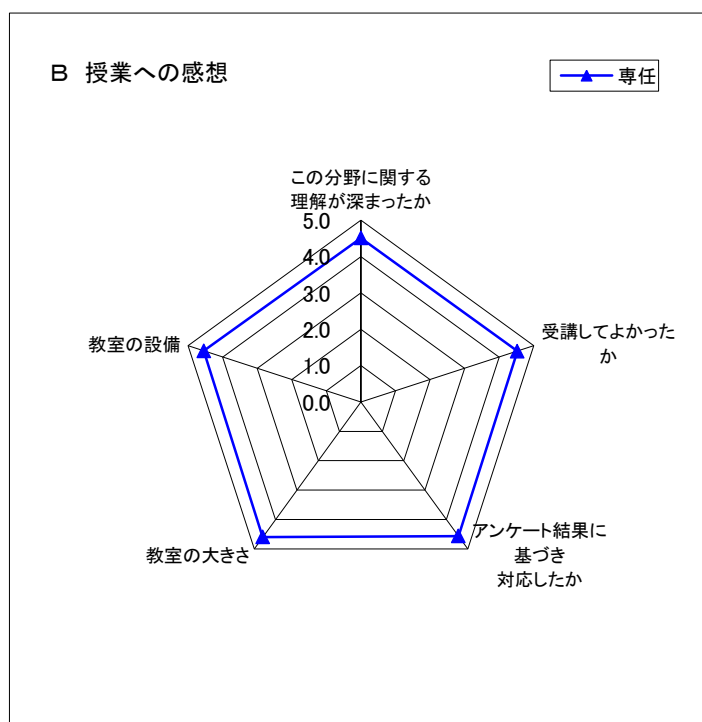 B 授業への感想
専任
この分野に関する
理解が深まったか
5.0
4.0
3.0
2.0
1.0
0.0
受講してよかった
か
アンケート結果に
基づき
対応したか
教室の大きさ
教室の設備